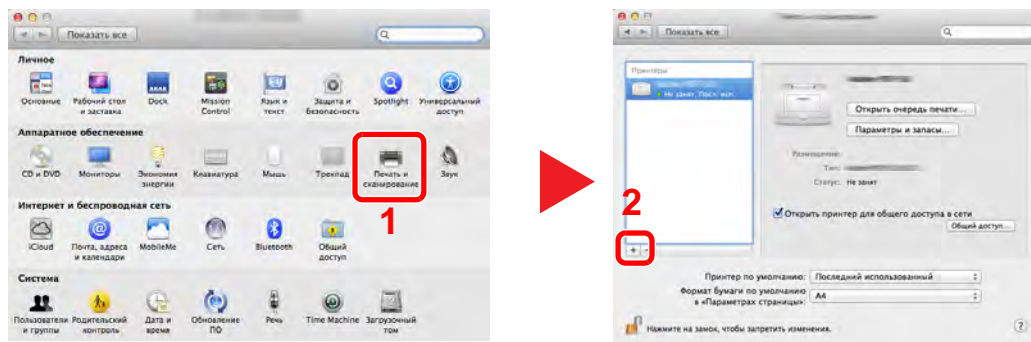 Показать все
Личное
Основные
Рабочий стол
и заставка
Dock
Mission
Control
Язык и
текст
Защита и
безопасность
Spotlight
Универсальный
доступ
Аппаратное обеспечение
CD и DVD
Мониторы
Экономия
энергии
Клавиатура
Мышь
Трекпад
Печать и
сканирование
Звук
1
Интернет и беспроводная сеть
iCloud
Почта, адреса
и календари
MobileMe
Сеть
Bluetooth
Общий
доступ
Система
Пользователи
и группы
Родительский
контроль
Дата и
время
Обновление
ПО
Речь
Time Machine
Загрузочный
том
Показать все
Принтеры
Не занят, Посл. исп.
Открыть очередь печати...
Параметры и запасы...
Размещение:
Тип:
Статус: Не занят
2
Открыть принтер для общего доступа в сети
Общий доступ...
+ −
Принтер по умолчанию: Последний использованный
Формат бумаги по умолчанию
в «Параметрах страницы»: A4
Нажмите на замок, чтобы запретить изменения.
?